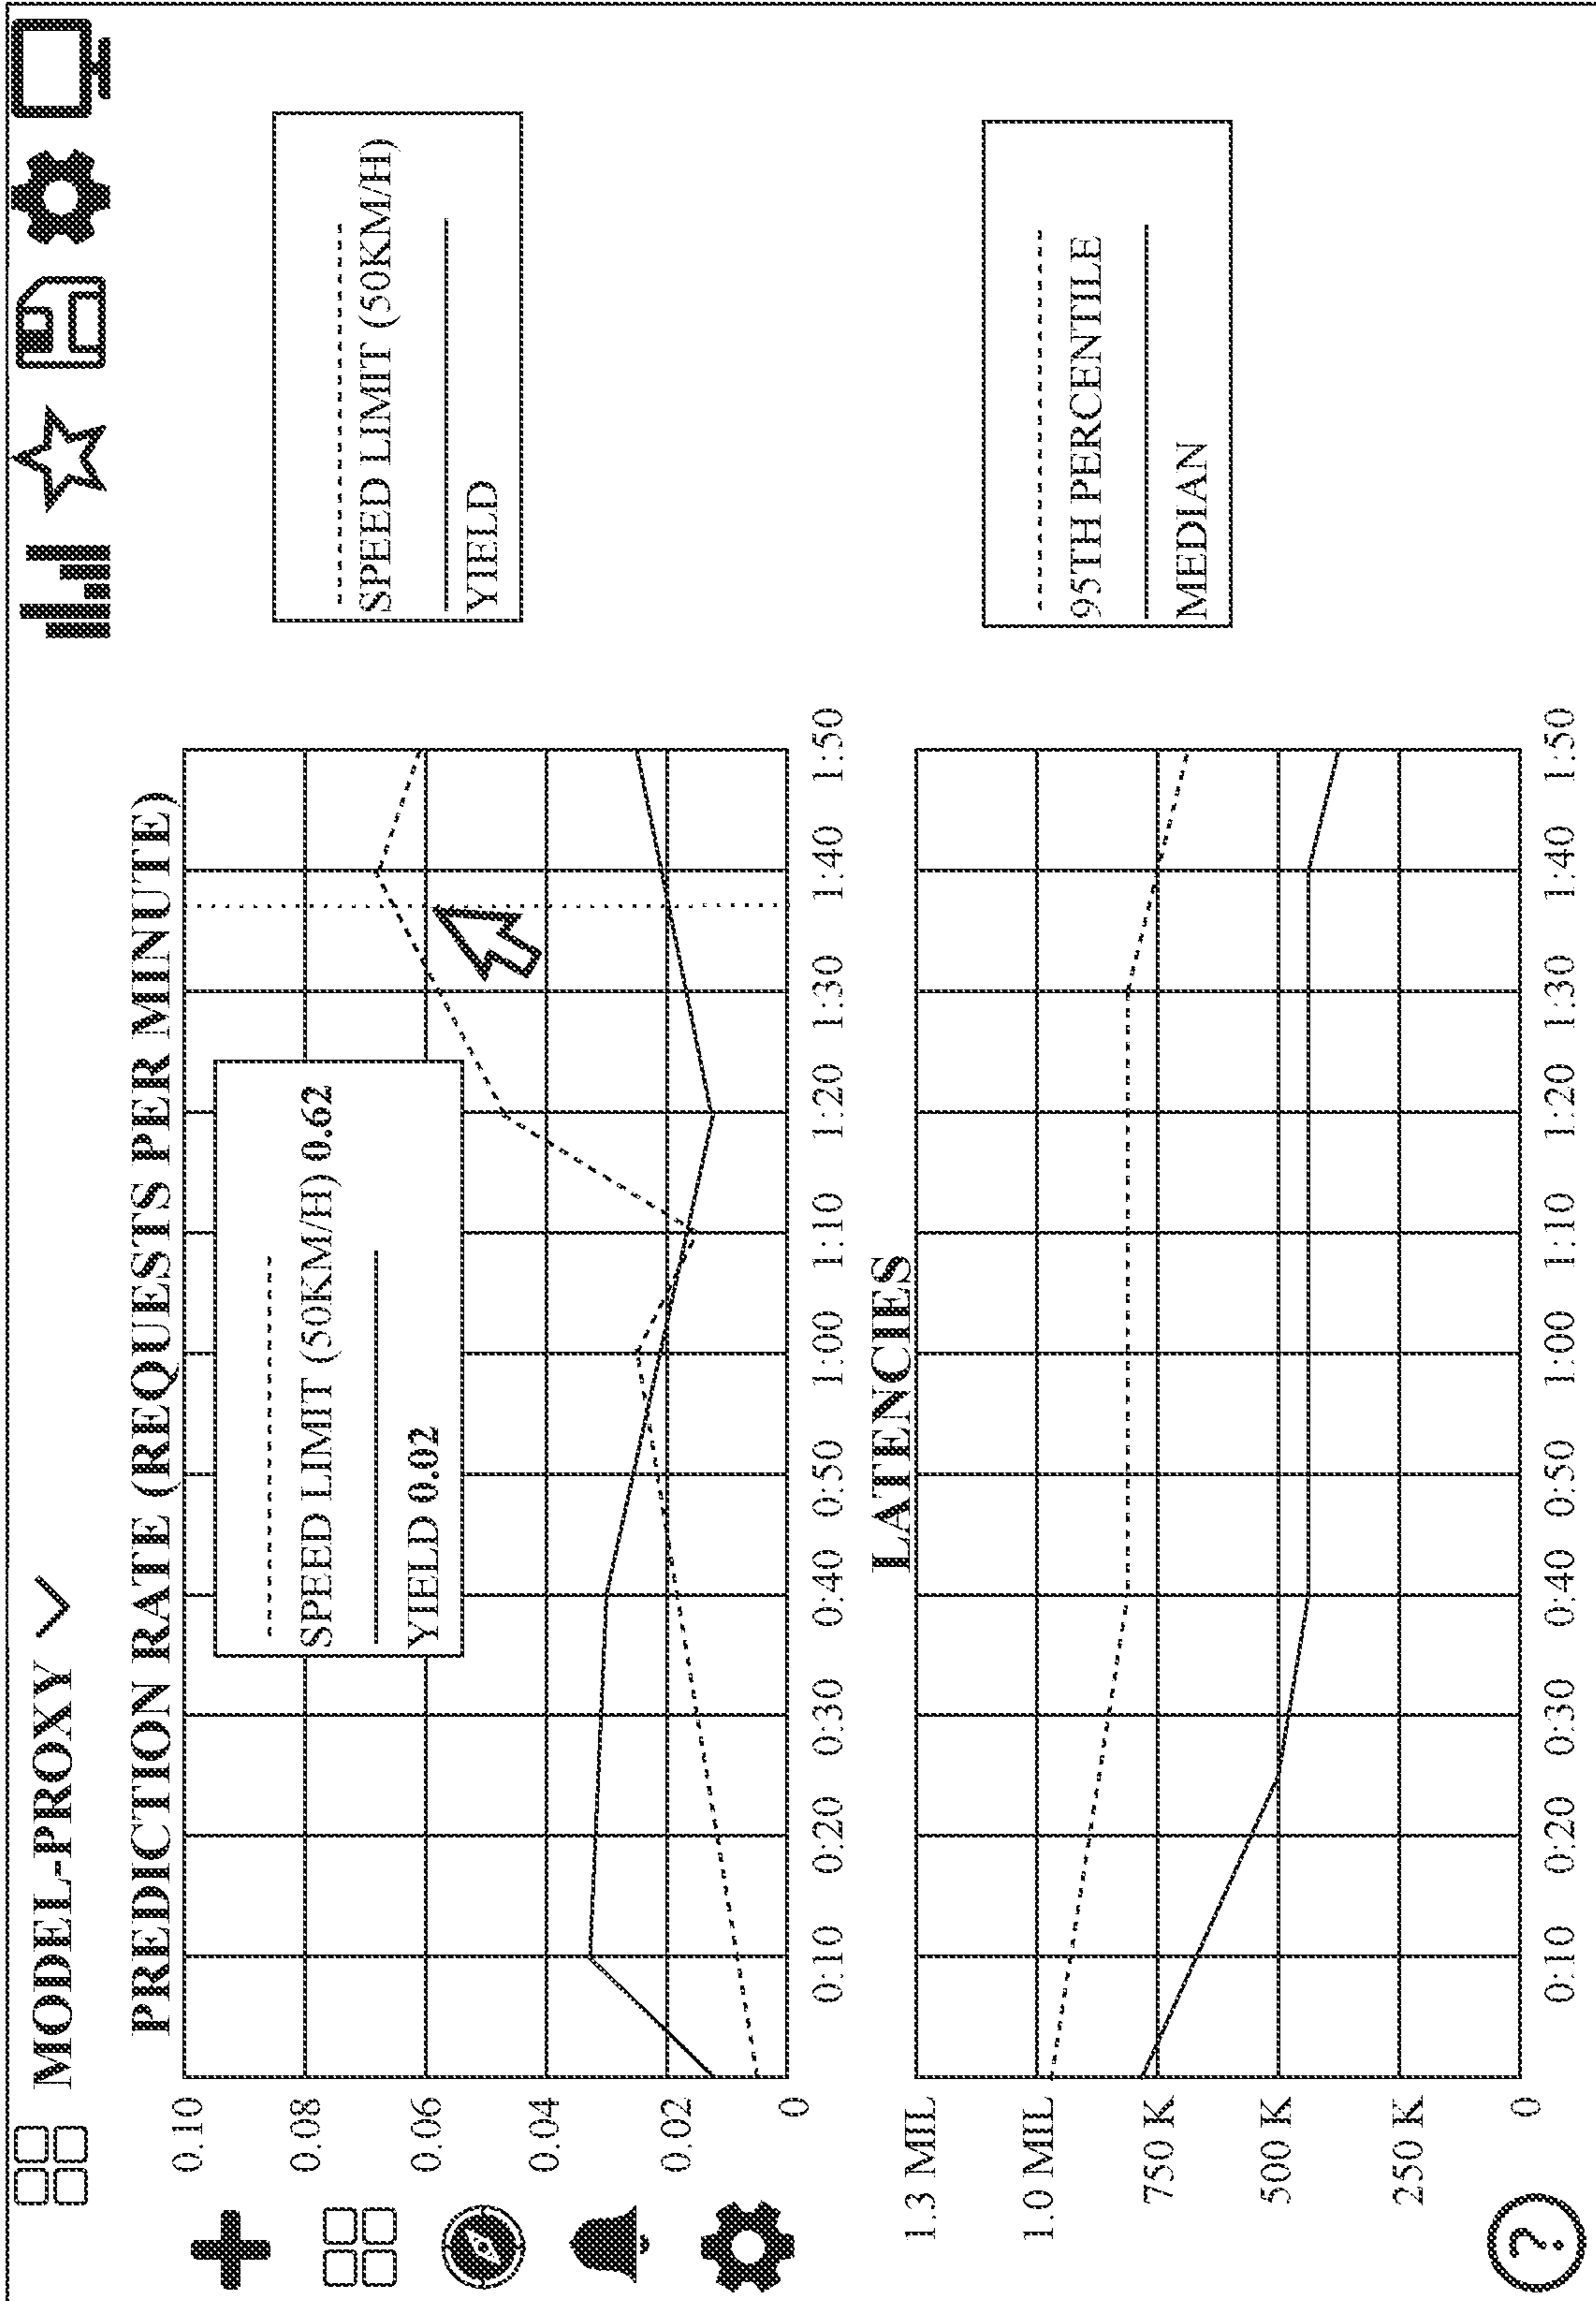 MODEL-PROXY
PREDICTION RATE (REQUESTS PER MINUTE)
0.10
0.08
0.06
0.04
0.02
0
SPEED LIMIT (50KM/H) 0.62
YIELD 0.02
0:10 0:20 0:30 0:40 0:50 1:00 1:10 1:20 1:30 1:40 1:50
SPEED LIMIT (50KM/H)
YIELD
LATENCIES
1.3 MIL
1.0 MIL
750 K
500 K
250 K
0
0:10 0:20 0:30 0:40 0:50 1:00 1:10 1:20 1:30 1:40 1:50
95TH PERCENTILE
MEDIAN
?